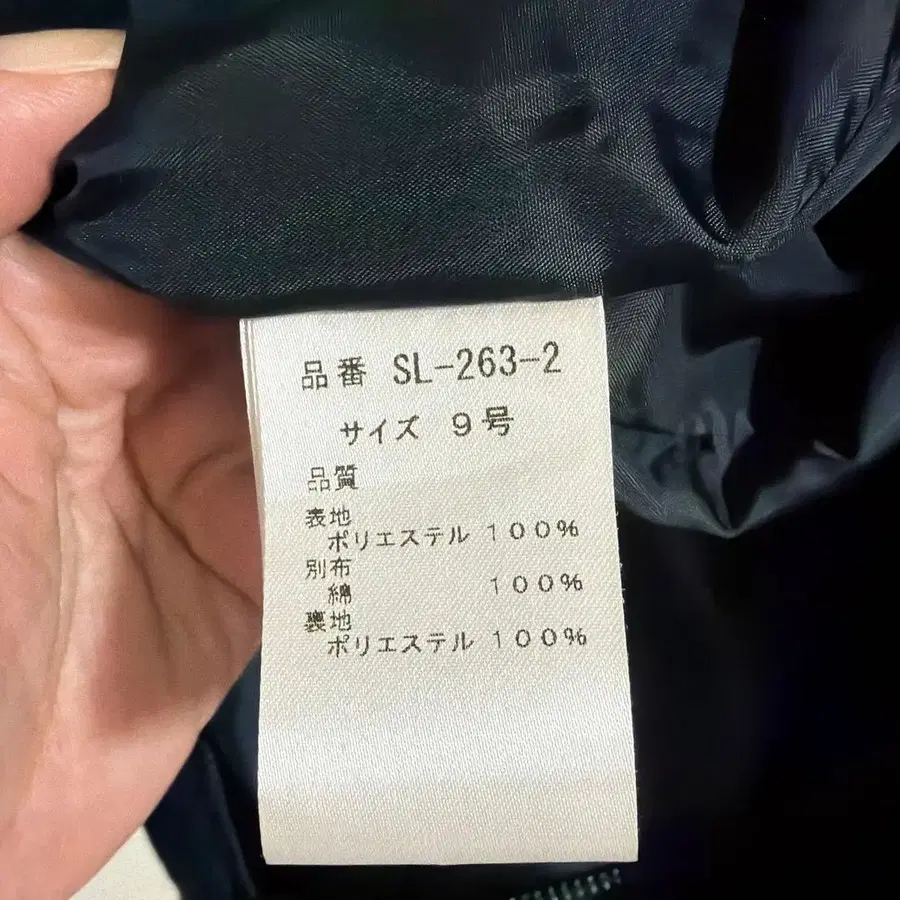 品番 SL-263-2
サイズ 9号
品質
表地
ポリエステル 100%
別布
綿 100%
裏地
ポリエステル 100%